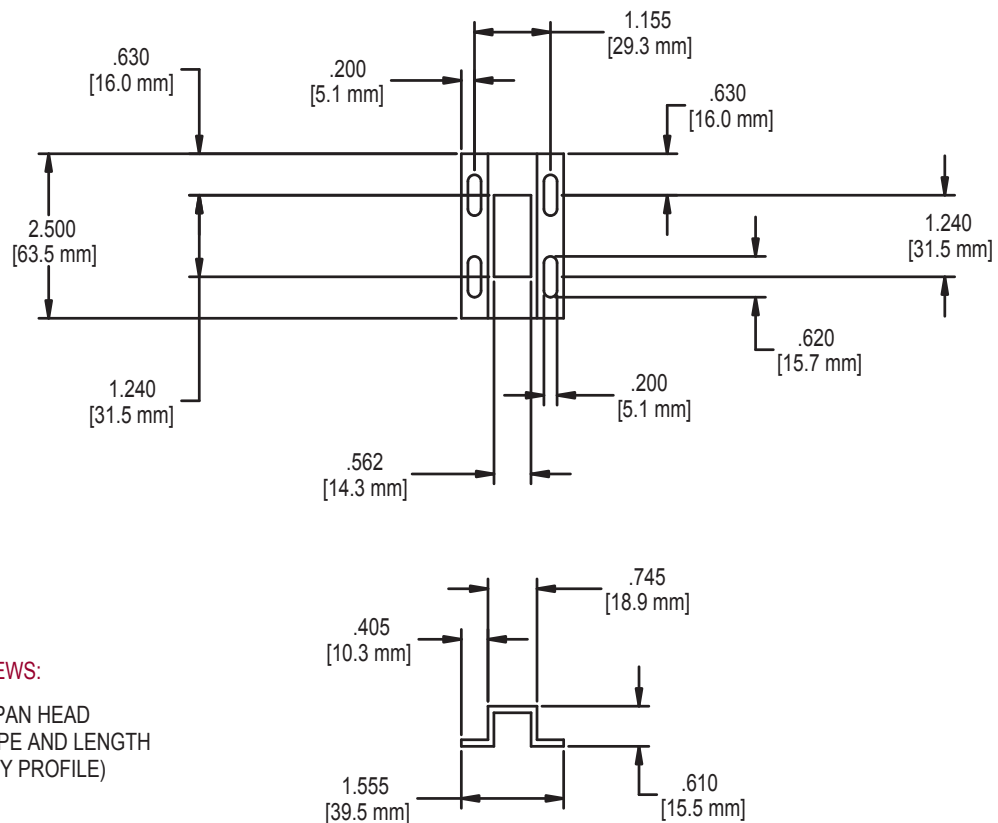 1.155
[29.3 mm]
.630
[16.0 mm]
.200
[5.1 mm]
.630
[16.0 mm]
2.500
[63.5 mm]
1.240
[31.5 mm]
.620
[15.7 mm]
1.240
[31.5 mm]
.200
[5.1 mm]
.562
[14.3 mm]
.745
[18.9 mm]
.405
[10.3 mm]
EWS:
PAN HEAD
PE AND LENGTH
Y PROFILE)
1.555
[39.5 mm]
.610
[15.5 mm]